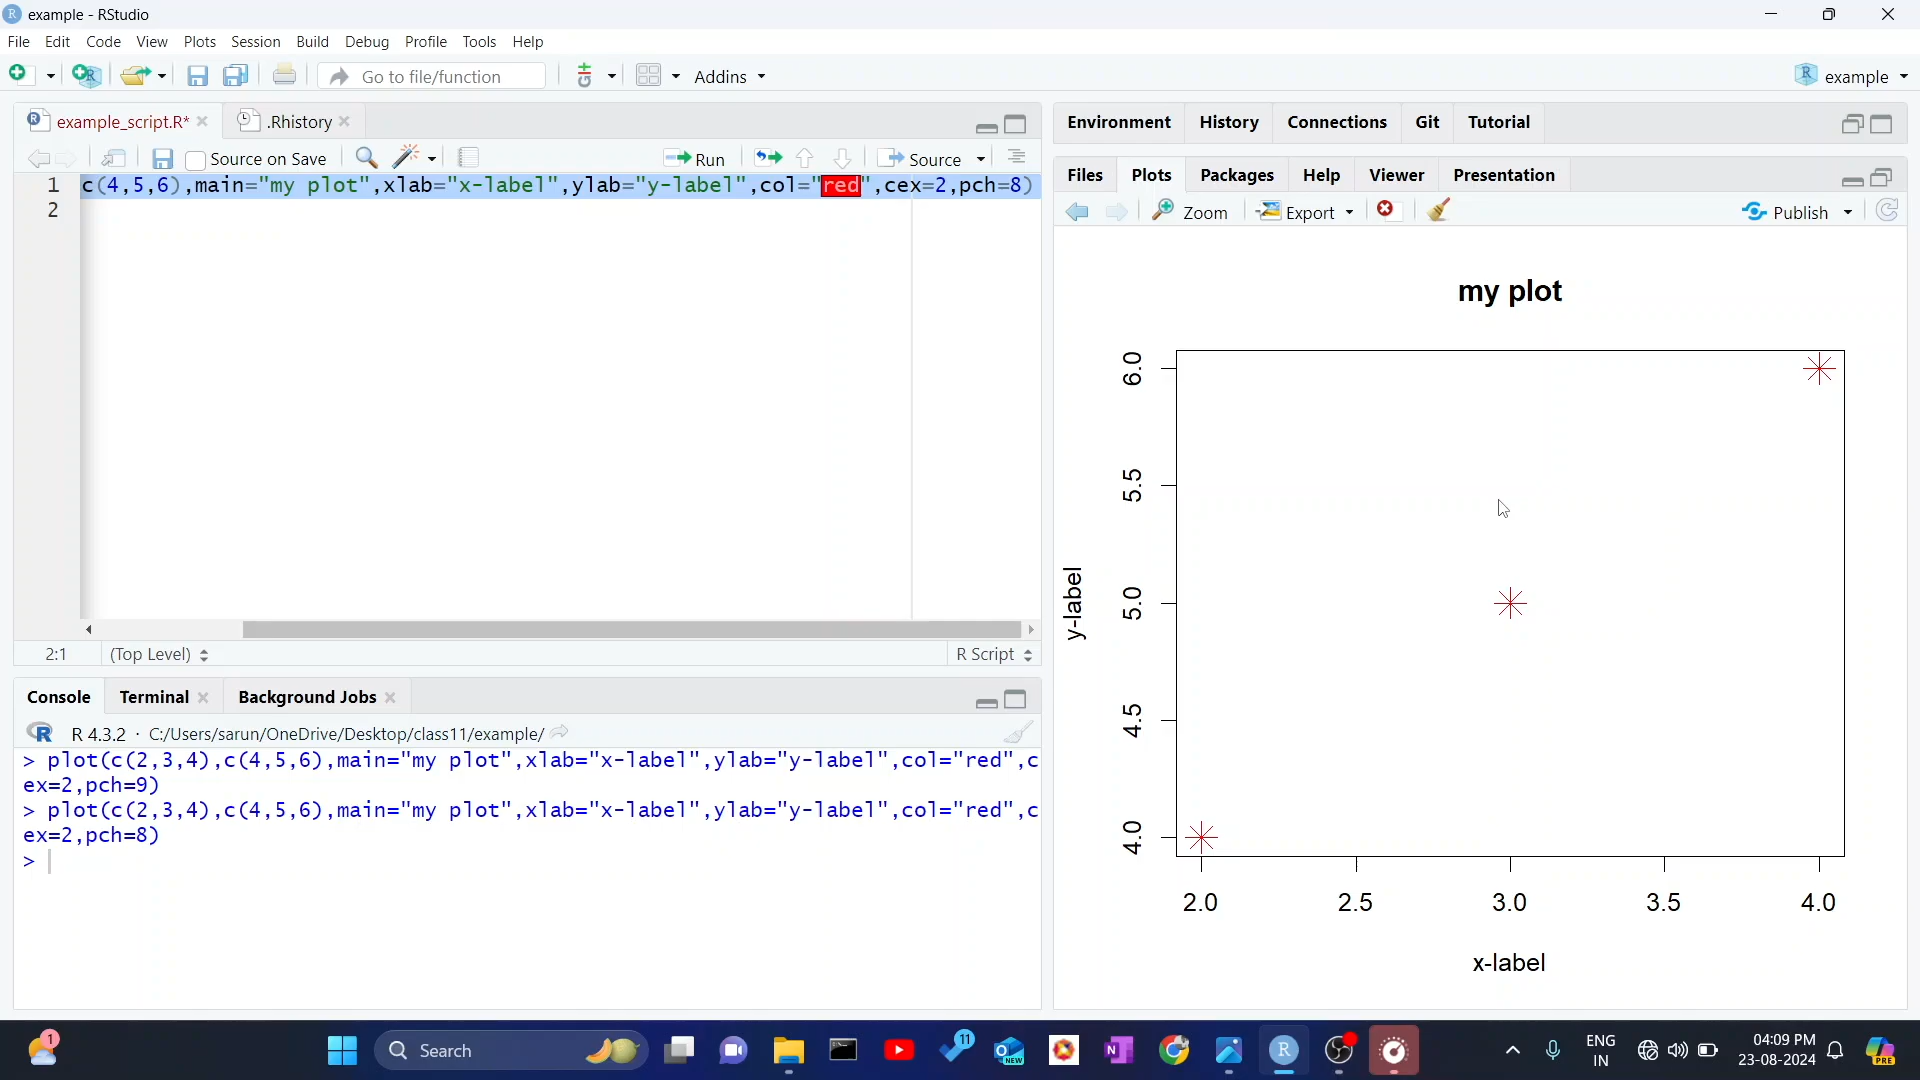 example - RStudio
File Edit Code View Plots Session Build Debug Profile Tools Help
Go to file/function Addins example
example_script.R* .Rhistory
Source on Save Run Source
1 c(4,5,6),main="my plot",xlab="x-label",ylab="y-label",col="red",cex=2,pch=8)
2
2:1 (Top Level) R Script
Console Terminal Background Jobs
R 4.3.2 · C:/Users/sarun/OneDrive/Desktop/class11/example/
> plot(c(2,3,4),c(4,5,6),main="my plot",xlab="x-label",ylab="y-label",col="red",c
ex=2,pch=9)
> plot(c(2,3,4),c(4,5,6),main="my plot",xlab="x-label",ylab="y-label",col="red",c
ex=2,pch=8)
>
Environment History Connections Git Tutorial
Files Plots Packages Help Viewer Presentation
Zoom Export Publish
my plot
6.0
5.5
5.0
4.5
4.0
y-label
2.0 2.5 3.0 3.5 4.0
x-label
1 Search 11 NEW ENG 04:09 PM
IN 23-08-2024 PRE